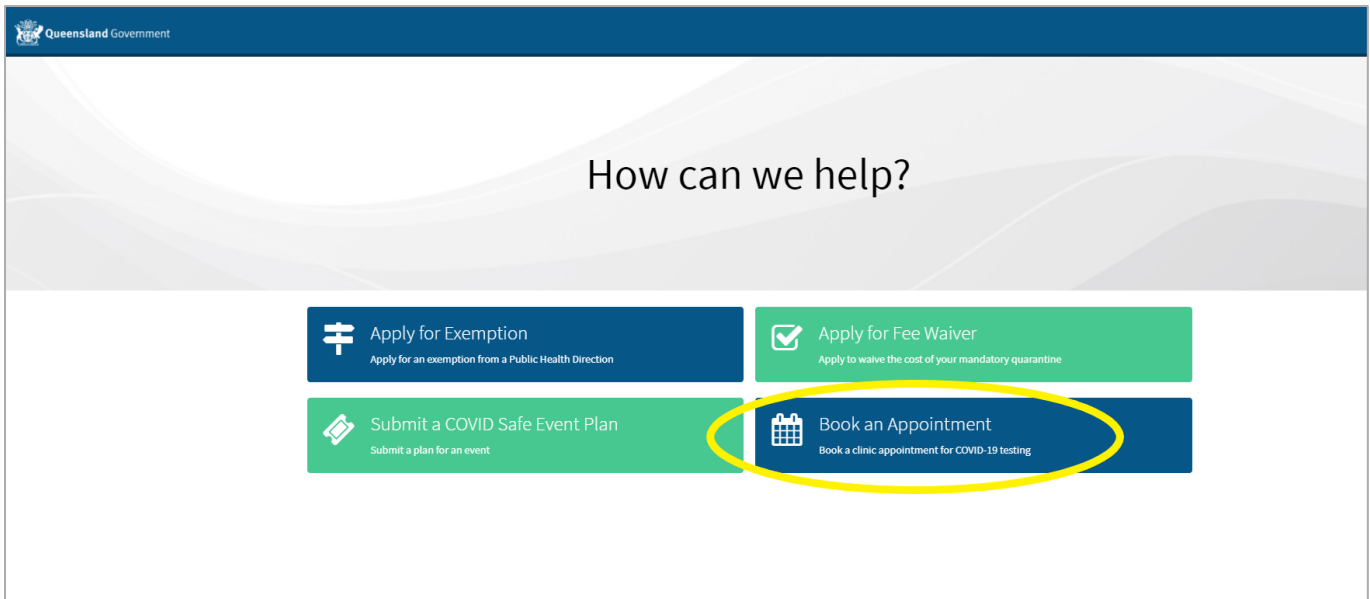 Queensland Government
How can we help?
Apply for Exemption
Apply for an exemption from a Public Health Direction
Apply for Fee Waiver
Apply to waive the cost of your mandatory quarantine
Submit a COVID Safe Event Plan
Submit a plan for an event
Book an Appointment
Book a clinic appointment for COVID-19 testing